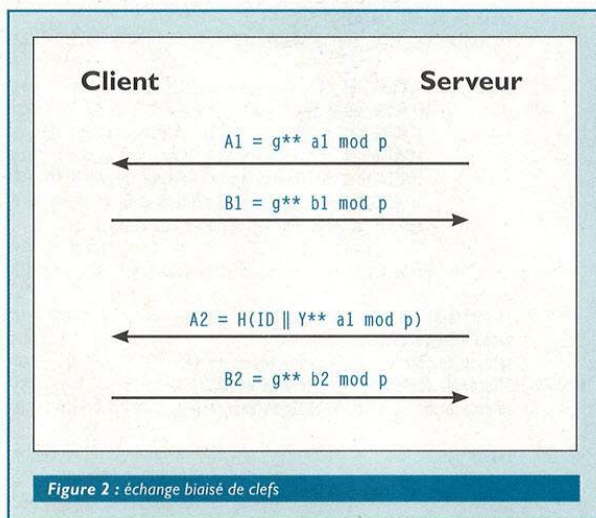 Client
Serveur
A1 = g** a1 mod p
B1 = g** b1 mod p
A2 = H(ID || Y** a1 mod p)
B2 = g** b2 mod p
Figure 2 : échange biaisé de clefs